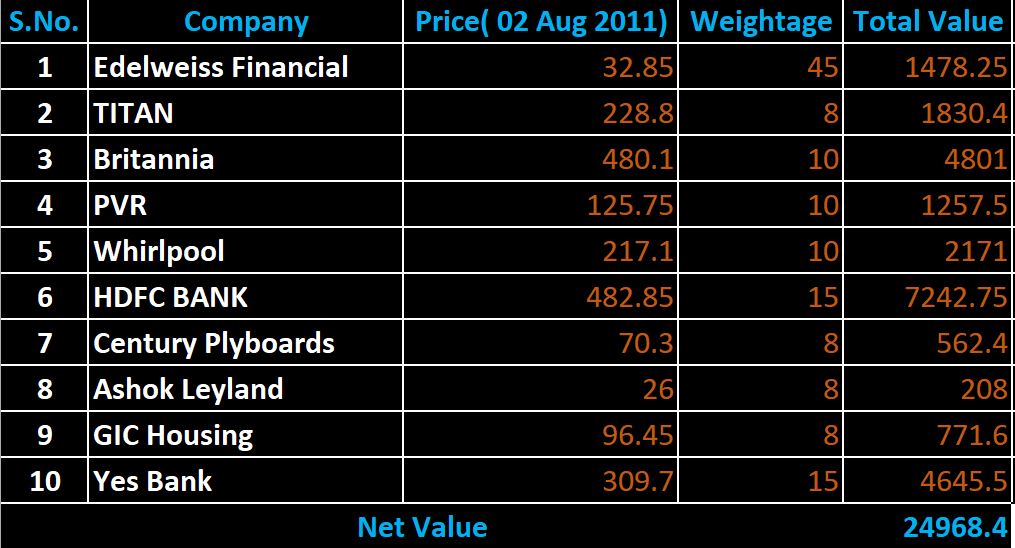 S.No. Company Price( 02 Aug 2011) Weightage Total Value
1 Edelweiss Financial 32.85 45 1478.25
2 TITAN 228.8 8 1830.4
3 Britannia 480.1 10 4801
4 PVR 125.75 10 1257.5
5 Whirlpool 217.1 10 2171
6 HDFC BANK 482.85 15 7242.75
7 Century Plyboards 70.3 8 562.4
8 Ashok Leyland 26 8 208
9 GIC Housing 96.45 8 771.6
10 Yes Bank 309.7 15 4645.5
Net Value 24968.4